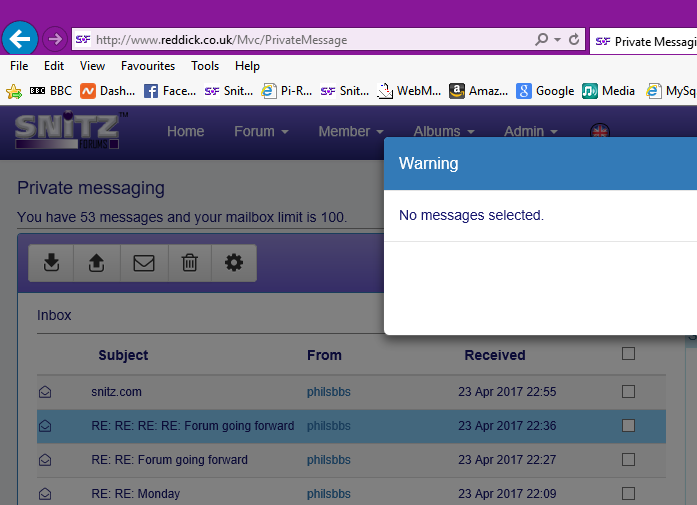 http://www.reddick.co.uk/Mvc/PrivateMessage
Private Messagi
File Edit View Favourites Tools Help
BBC Dash... Face... Snit... Pi-R... Snit... WebM... Amaz... Google Media MySq
SNITZ™ FORUMS
Home Forum Member Albums Admin
Warning
No messages selected.
Private messaging
You have 53 messages and your mailbox limit is 100.
Inbox
Subject From Received
snitz.com philsbbs 23 Apr 2017 22:55
RE: RE: RE: RE: Forum going forward philsbbs 23 Apr 2017 22:36
RE: RE: Forum going forward philsbbs 23 Apr 2017 22:27
RE: RE: Monday philsbbs 23 Apr 2017 22:09